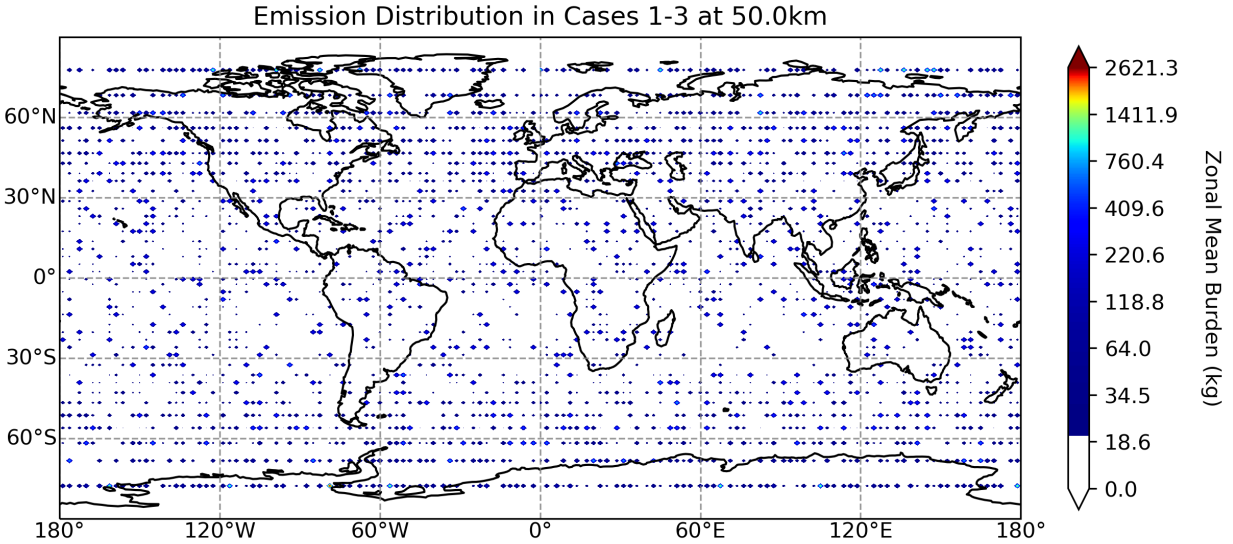 Emission Distribution in Cases 1-3 at 50.0km
60°N
30°N
0°
30°S
60°S
180°
120°W
60°W
0°
60°E
120°E
180°
2621.3
1411.9
760.4
409.6
220.6
118.8
64.0
34.5
18.6
0.0
Zonal Mean Burden (kg)